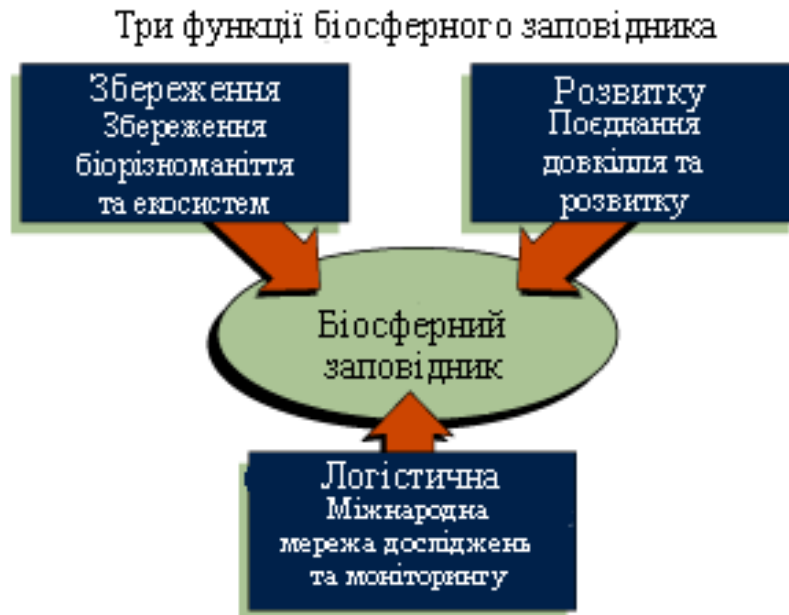 Три функції біосферного заповідника
Збереження
Збереження
біорізноманіття
та екосистем
Розвитку
Поєднання
довкілля та
розвитку
Біосферний
заповідник
Логістична
Міжнародна
мережа досліджень
та моніторингу